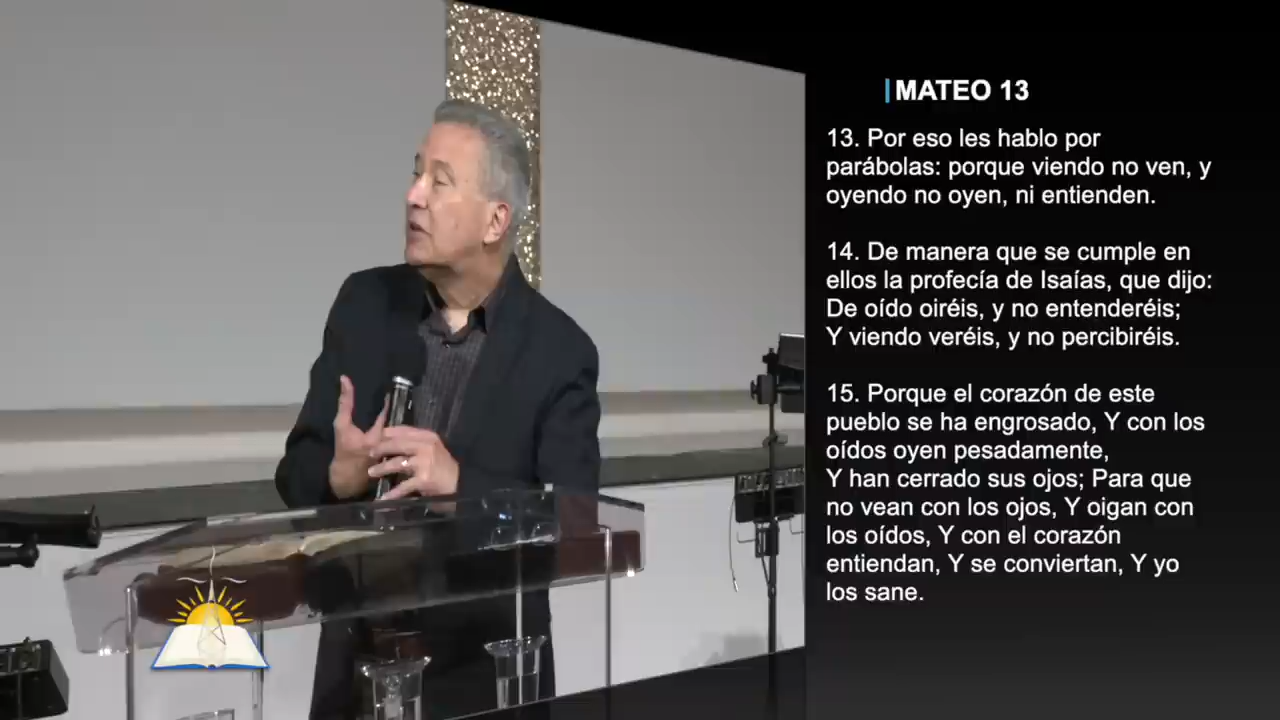 MATEO 13
13. Por eso les hablo por
parábolas: porque viendo no ven, y
oyendo no oyen, ni entienden.
14. De manera que se cumple en
ellos la profecía de Isaías, que dijo:
De oído oiréis, y no entenderéis;
Y viendo veréis, y no percibiréis.
15. Porque el corazón de este
pueblo se ha engrosado, Y con los
oídos oyen pesadamente,
Y han cerrado sus ojos; Para que
no vean con los ojos, Y oigan con
los oídos, Y con el corazón
entiendan, Y se conviertan, Y yo
los sane.